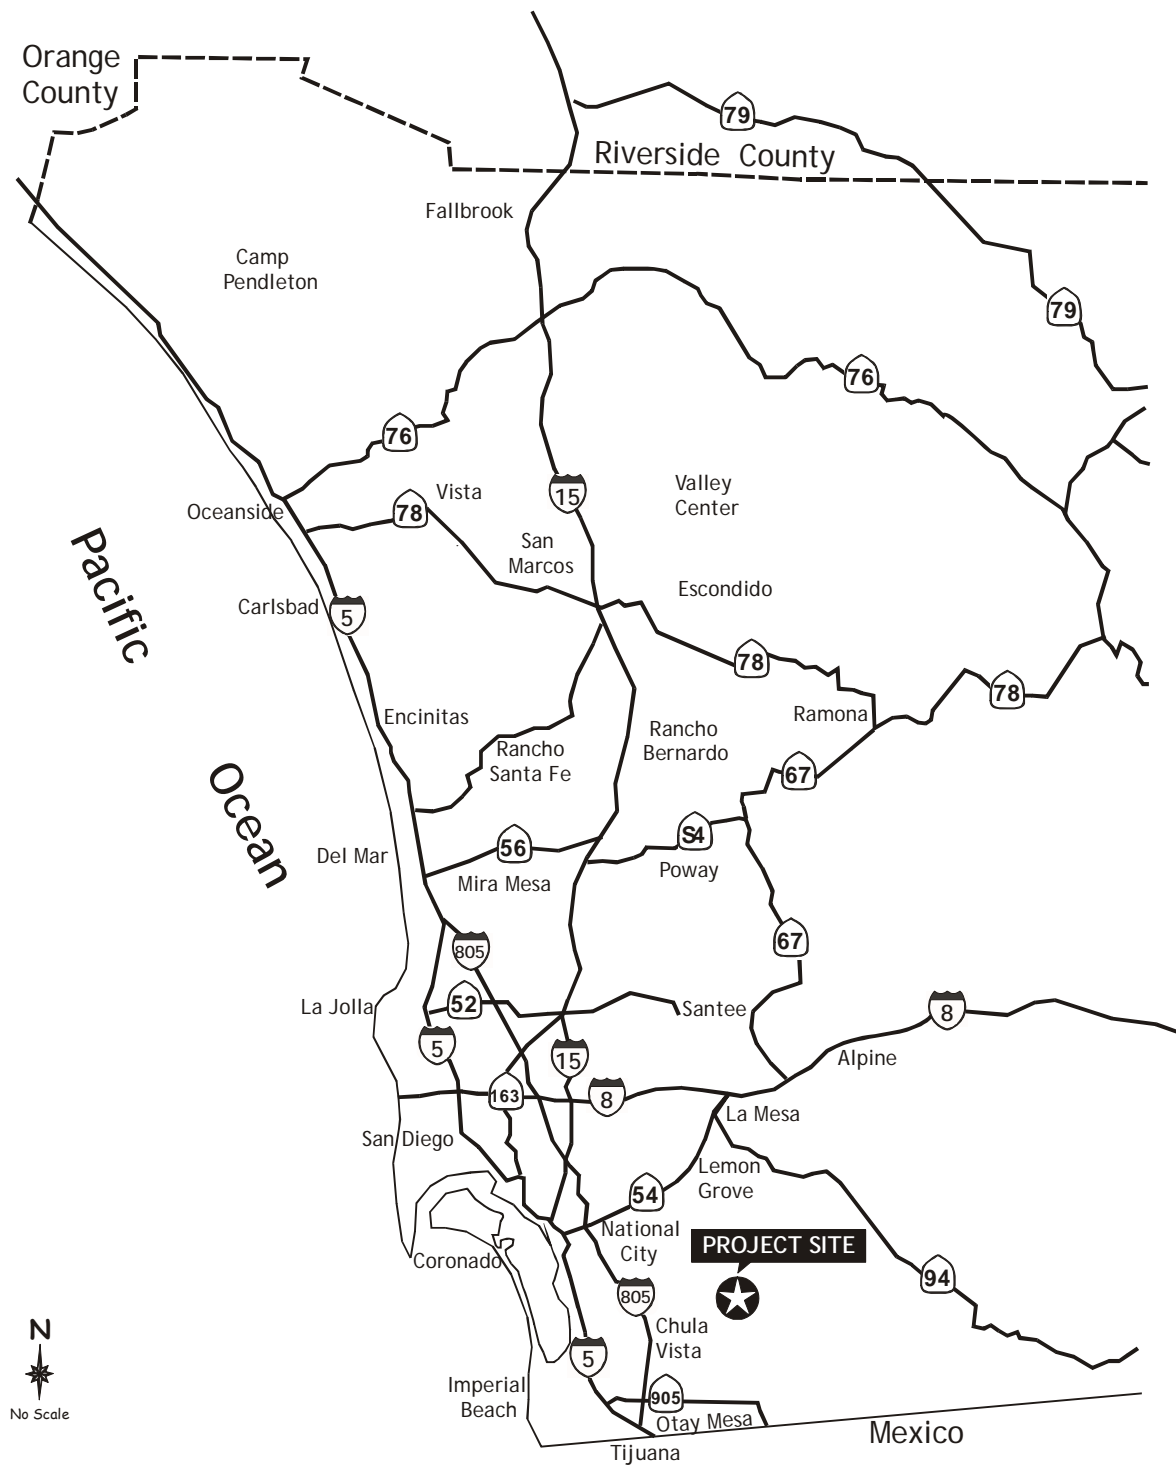 Orange
County
79
Riverside County
Fallbrook
Camp
Pendleton
79
76
76
Vista
15
Valley
Center
78
Oceanside
San
Marcos
Pacific
Escondido
Carlsbad
5
78
78
Encinitas
Ramona
Rancho
Bernardo
Rancho
Santa Fe
67
Ocean
56
S4
Del Mar
Poway
Mira Mesa
67
805
52
La Jolla
Santee
8
5
15
Alpine
163
8
La Mesa
San Diego
Lemon
Grove
54
National
City
PROJECT SITE
Coronado
94
805
Chula
Vista
N
5
No Scale
Imperial
Beach
905
Otay Mesa
Mexico
Tijuana